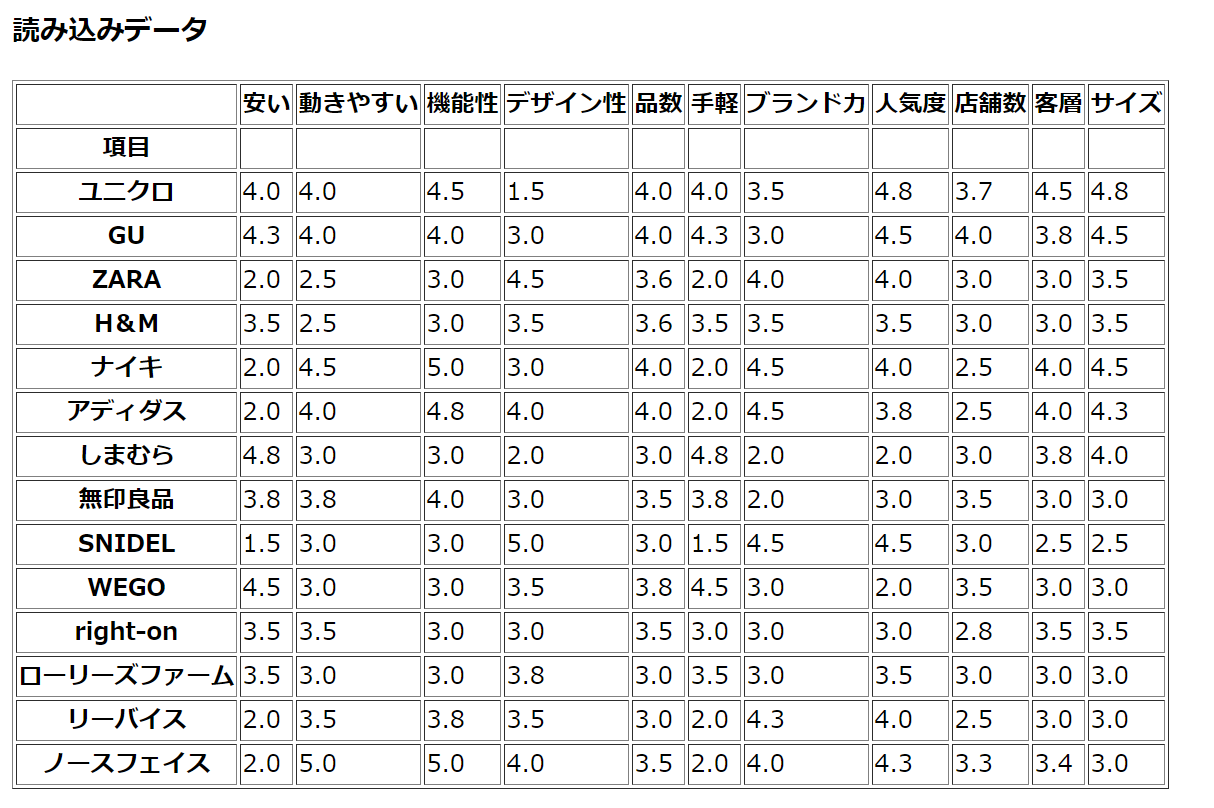 読み込みデータ
安い 動きやすい 機能性 デザイン性 品数 手軽 ブランド力 人気度 店舗数 客層 サイズ
項目
ユニクロ 4.0 4.0 4.5 1.5 4.0 4.0 3.5 4.8 3.7 4.5 4.8
GU 4.3 4.0 4.0 3.0 4.0 4.3 3.0 4.5 4.0 3.8 4.5
ZARA 2.0 2.5 3.0 4.5 3.6 2.0 4.0 4.0 3.0 3.0 3.5
H&M 3.5 2.5 3.0 3.5 3.6 3.5 3.5 3.5 3.0 3.0 3.5
ナイキ 2.0 4.5 5.0 3.0 4.0 2.0 4.5 4.0 2.5 4.0 4.5
アディダス 2.0 4.0 4.8 4.0 4.0 2.0 4.5 3.8 2.5 4.0 4.3
しまむら 4.8 3.0 3.0 2.0 3.0 4.8 2.0 2.0 3.0 3.8 4.0
無印良品 3.8 3.8 4.0 3.0 3.5 3.8 2.0 3.0 3.5 3.0 3.0
SNIDEL 1.5 3.0 3.0 5.0 3.0 1.5 4.5 4.5 3.0 2.5 2.5
WEGO 4.5 3.0 3.0 3.5 3.8 4.5 3.0 2.0 3.5 3.0 3.0
right-on 3.5 3.5 3.0 3.0 3.5 3.0 3.0 3.0 2.8 3.5 3.5
ローリーズファーム 3.5 3.0 3.0 3.8 3.0 3.5 3.0 3.5 3.0 3.0 3.0
リーバイス 2.0 3.5 3.8 3.5 3.0 2.0 4.3 4.0 2.5 3.0 3.0
ノースフェイス 2.0 5.0 5.0 4.0 3.5 2.0 4.0 4.3 3.3 3.4 3.0